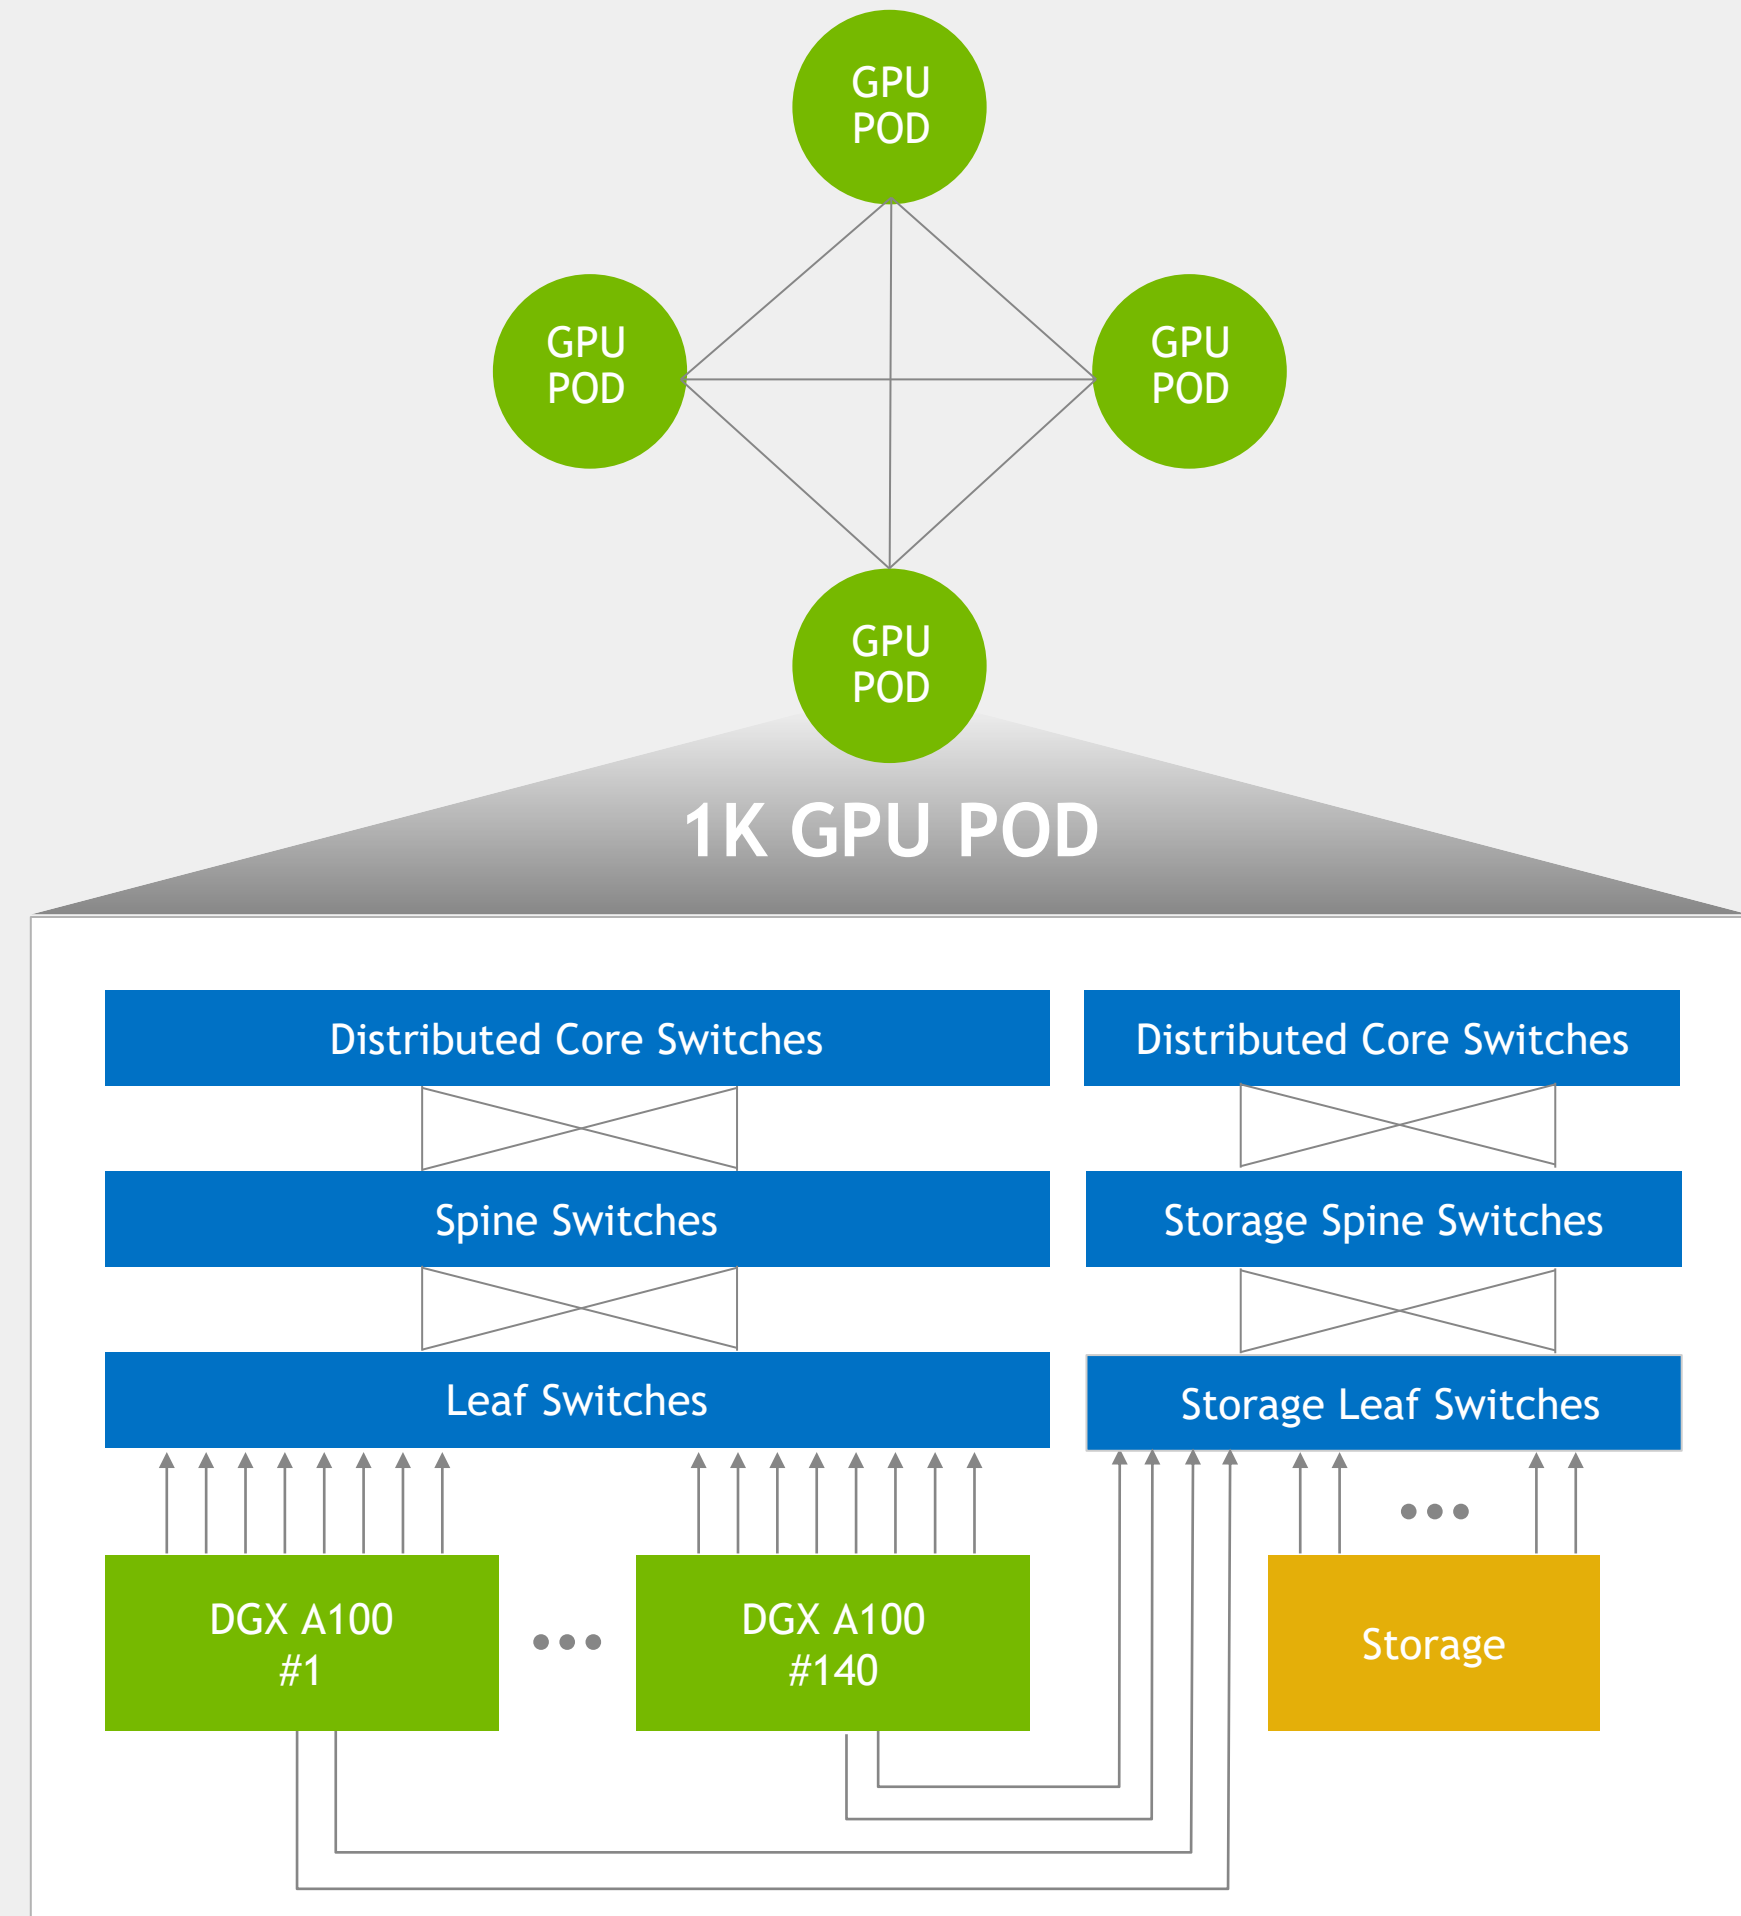 GPU
POD
GPU
POD
GPU
POD
GPU
POD
1K GPU POD
Distributed Core Switches
Distributed Core Switches
Spine Switches
Storage Spine Switches
Leaf Switches
Storage Leaf Switches
DGX A100
#1
DGX A100
#140
Storage